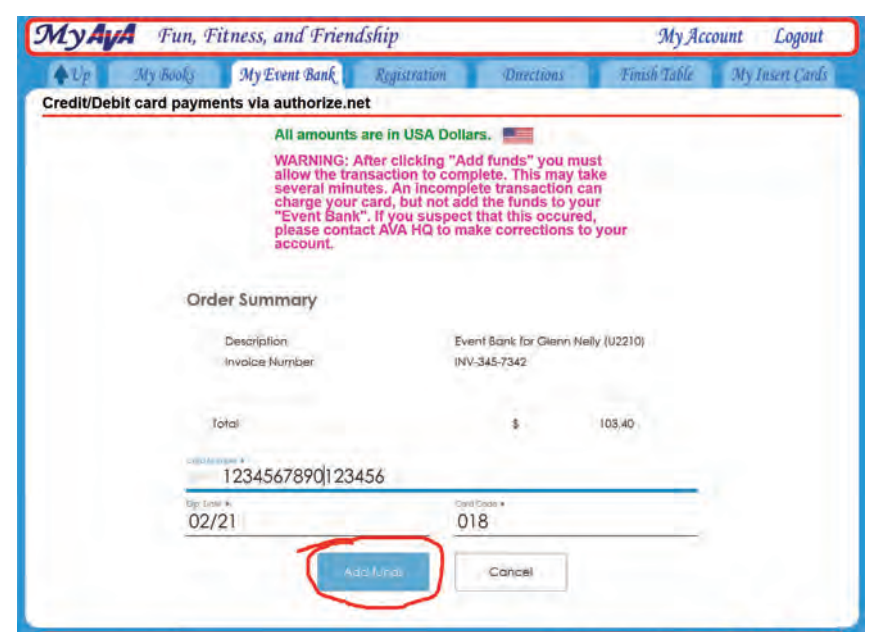 MyAVA Fun, Fitness, and Friendship My Account Logout
Up My Books My Event Bank Registration Directions Finish Table My Insert Cards
Credit/Debit card payments via authorize.net
All amounts are in USA Dollars.
WARNING: After clicking "Add funds" you must
allow the transaction to complete. This may take
several minutes. An incomplete transaction can
charge your card, but not add the funds to your
"Event Bank". If you suspect that this occured,
please contact AVA HQ to make corrections to your
account.
Order Summary
Description Event Bank for Glenn Nelly (U2210)
Invoice Number INV-345-7342
Total $ 103.40
Card Number *
1234567890123456
Exp. Date * Card Code *
02/21 018
Add funds Cancel